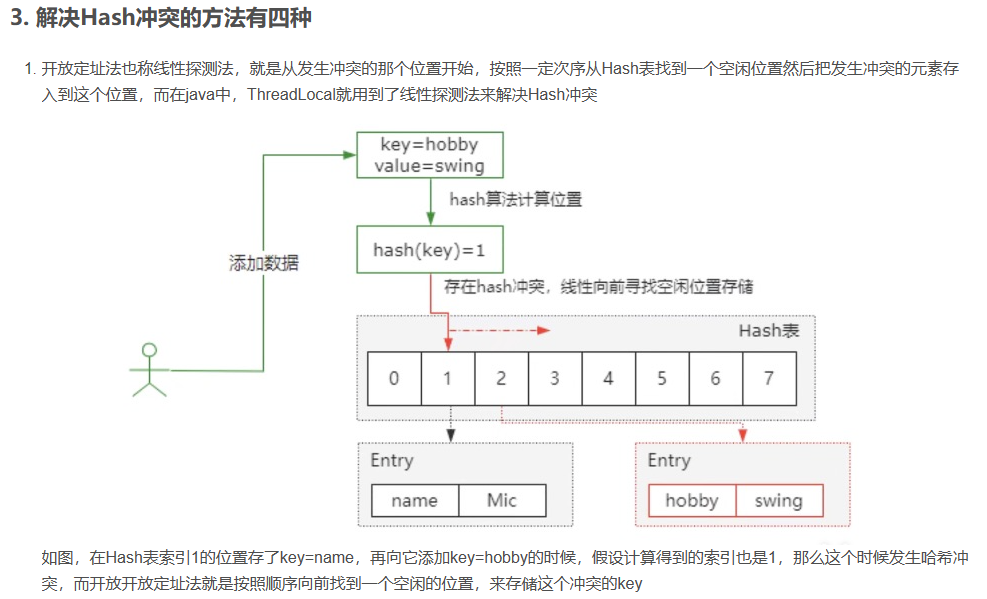 3. 解决Hash冲突的方法有四种
1. 开放定址法也称线性探测法，就是从发生冲突的那个位置开始，按照一定次序从Hash表找到一个空闲位置然后把发生冲突的元素存
入到这个位置，而在java中，ThreadLocal就用到了线性探测法来解决Hash冲突
key=hobby
value=swing
hash算法计算位置
添加数据
hash(key)=1
存在hash冲突，线性向前寻找空闲位置存储
Hash表
0 1 2 3 4 5 6 7
Entry Entry
name Mic hobby swing
如图，在Hash表索引1的位置存了key=name，再向它添加key=hobby的时候，假设计算得到的索引也是1，那么这个时候发生哈希冲
突，而开放开放定址法就是按照顺序向前找到一个空闲的位置，来存储这个冲突的key